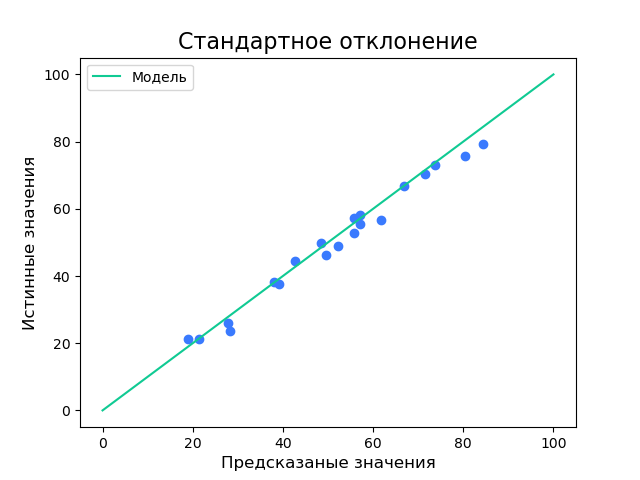 Стандартное отклонение
Модель
Истинные значения
100
80
60
40
20
0
0 20 40 60 80 100
Предсказаные значения